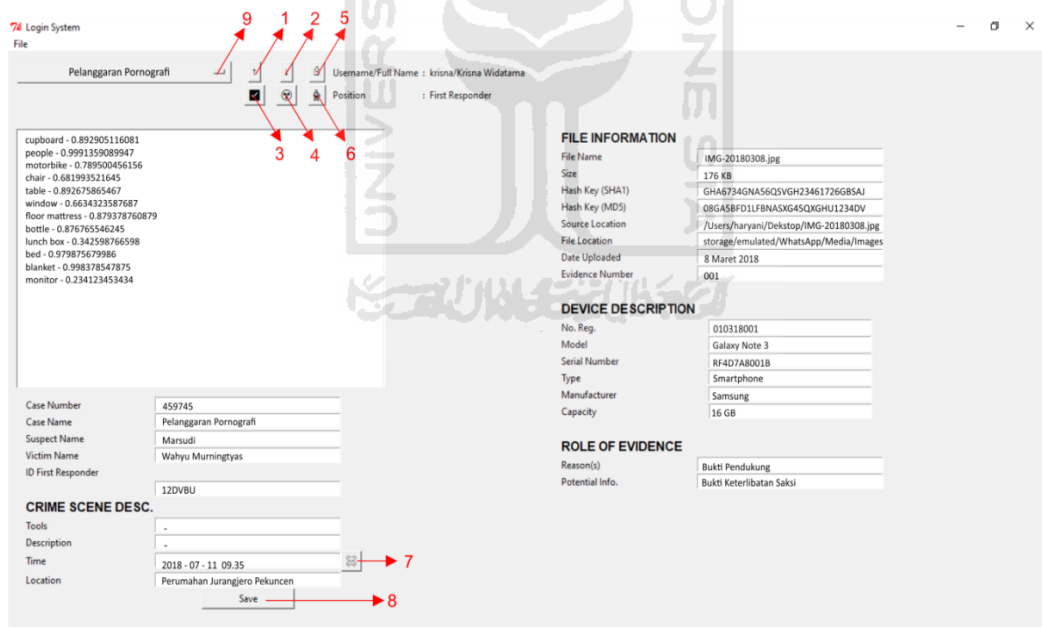 Login System
File
9 1 2 5
Pelanggaran Pornografi
Username/Full Name : krisna/Krisna Widatama
Position : First Responder
3 4 6
cupboard - 0.892905116081
people - 0.9991359089947
motorbike - 0.789500456156
chair - 0.681993521645
table - 0.892675865467
window - 0.6634323587687
floor mattress - 0.879378760879
bottle - 0.876765546245
lunch box - 0.342598766598
bed - 0.979875679986
blanket - 0.998378547875
monitor - 0.234123453434
Case Number 459745
Case Name Pelanggaran Pornografi
Suspect Name Marsudi
Victim Name Wahyu Murningtyas
ID First Responder
12DVBU
CRIME SCENE DESC.
Tools -
Description -
Time 2018 - 07 - 11 09.35 7
Location Perumahan Jurangjero Pekuncen
Save 8
FILE INFORMATION
File Name IMG-20180308.jpg
Size 176 KB
Hash Key (SHA1) GHA6734GNA56QSVGH23461726GBSAJ
Hash Key (MD5) 08GA5BFD1LFBNASXG45QXGHU1234DV
Source Location /Users/haryani/Dekstop/IMG-20180308.jpg
File Location storage/emulated/WhatsApp/Media/Images
Date Uploaded 8 Maret 2018
Evidence Number 001
DEVICE DESCRIPTION
No. Reg. 010318001
Model Galaxy Note 3
Serial Number RF4D7A8001B
Type Smartphone
Manufacturer Samsung
Capacity 16 GB
ROLE OF EVIDENCE
Reason(s) Bukti Pendukung
Potential Info. Bukti Keterlibatan Saksi